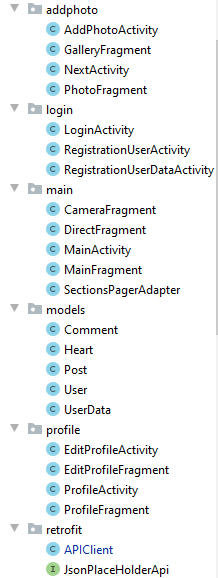 addphoto
AddPhotoActivity
GalleryFragment
NextActivity
PhotoFragment
login
LoginActivity
RegistrationUserActivity
RegistrationUserDataActivity
main
CameraFragment
DirectFragment
MainActivity
MainFragment
SectionsPagerAdapter
models
Comment
Heart
Post
User
UserData
profile
EditProfileActivity
EditProfileFragment
ProfileActivity
ProfileFragment
retrofit
APIClient
JsonPlaceHolderApi